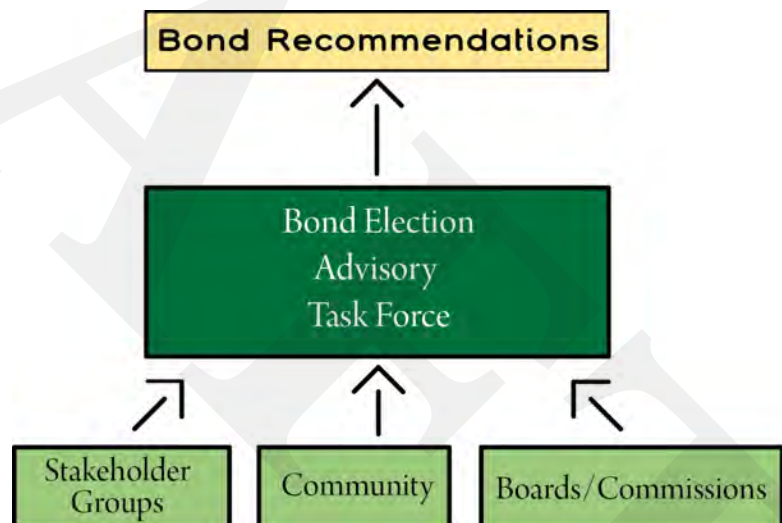 Bond Recommendations
Bond Election
Advisory
Task Force
Stakeholder
Groups
Community
Boards/Commissions